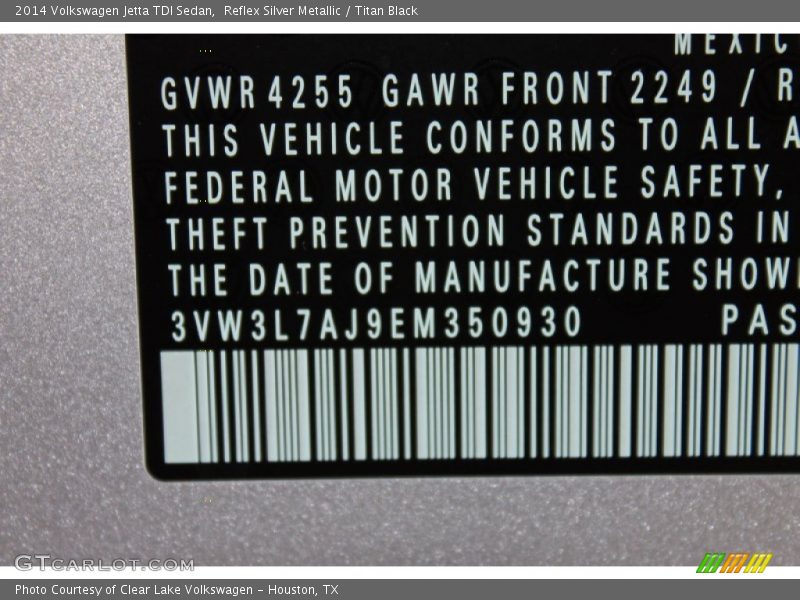 2014 Volkswagen Jetta TDI Sedan,  Reflex Silver Metallic / Titan Black
GVWR 4255 GAWR FRONT 2249 / R
THIS VEHICLE CONFORMS TO ALL A
FEDERAL MOTOR VEHICLE SAFETY,
THEFT PREVENTION STANDARDS IN
THE DATE OF MANUFACTURE SHOW
3VW3L7AJ9EM350930 PAS
GTcarlot.com
Photo Courtesy of Clear Lake Volkswagen – Houston, TX